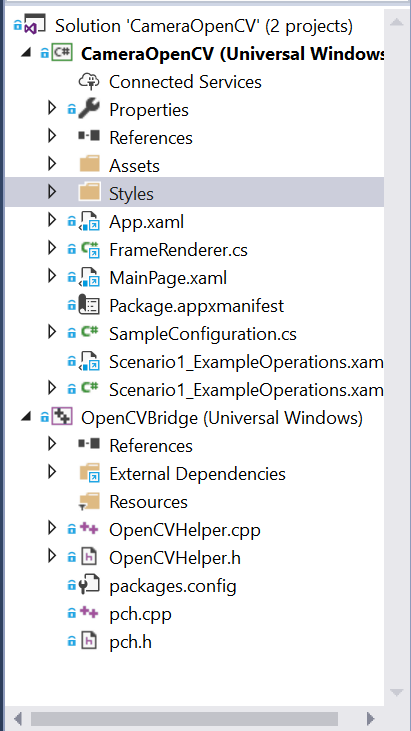 Solution 'CameraOpenCV' (2 projects)
CameraOpenCV (Universal Windows
Connected Services
Properties
References
Assets
Styles
App.xaml
FrameRenderer.cs
MainPage.xaml
Package.appxmanifest
SampleConfiguration.cs
Scenario1_ExampleOperations.xam
Scenario1_ExampleOperations.xam
OpenCVBridge (Universal Windows)
References
External Dependencies
Resources
OpenCVHelper.cpp
OpenCVHelper.h
packages.config
pch.cpp
pch.h